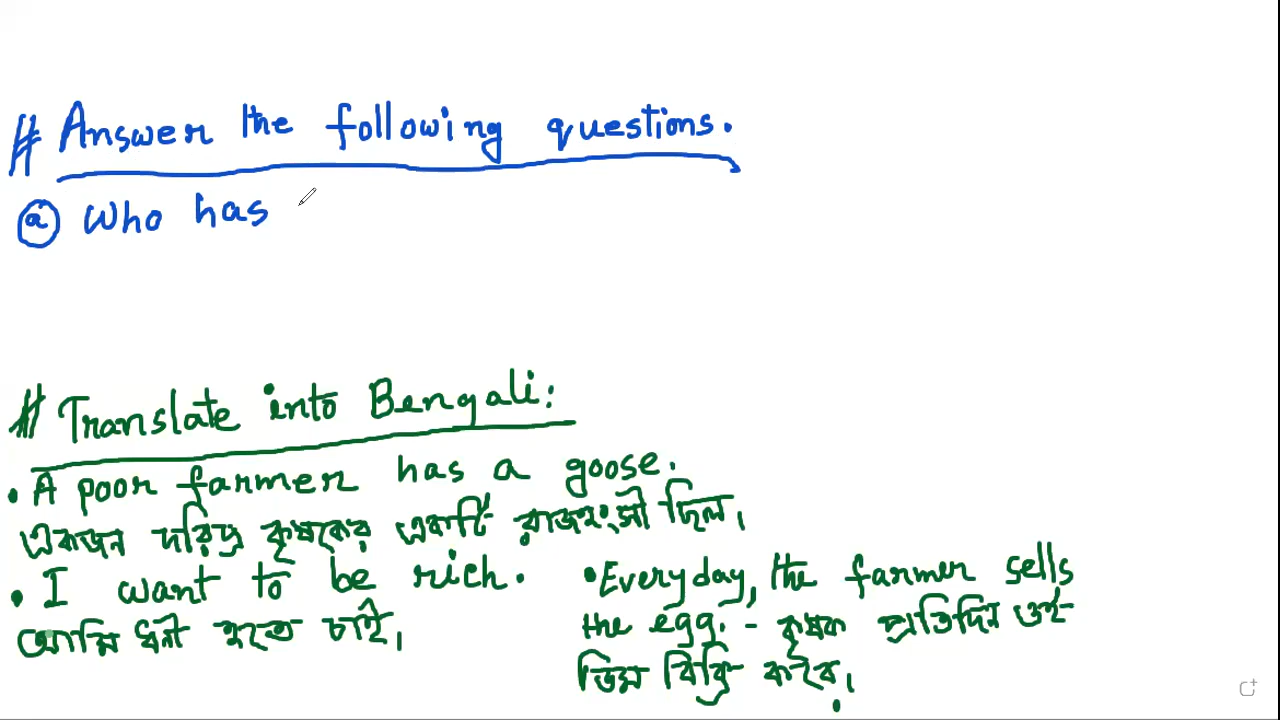 # Answer the following questions.
ⓐ Who has
# Translate into Bengali:
• A poor farmer has a goose.
একজন দরিদ্র কৃষকের একটি রাজহংসী ছিল।
• I want to be rich.
আমি ধনী হতে চাই।
• Everyday, the farmer sells
the egg. - কৃষক প্রতিদিন ওই
ডিম বিক্রি করে।